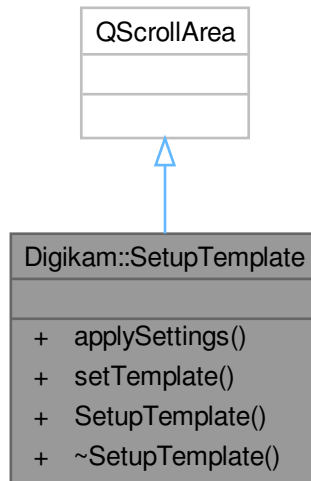 QScrollArea
Digikam::SetupTemplate
+ applySettings()
+ setTemplate()
+ SetupTemplate()
+ ~SetupTemplate()